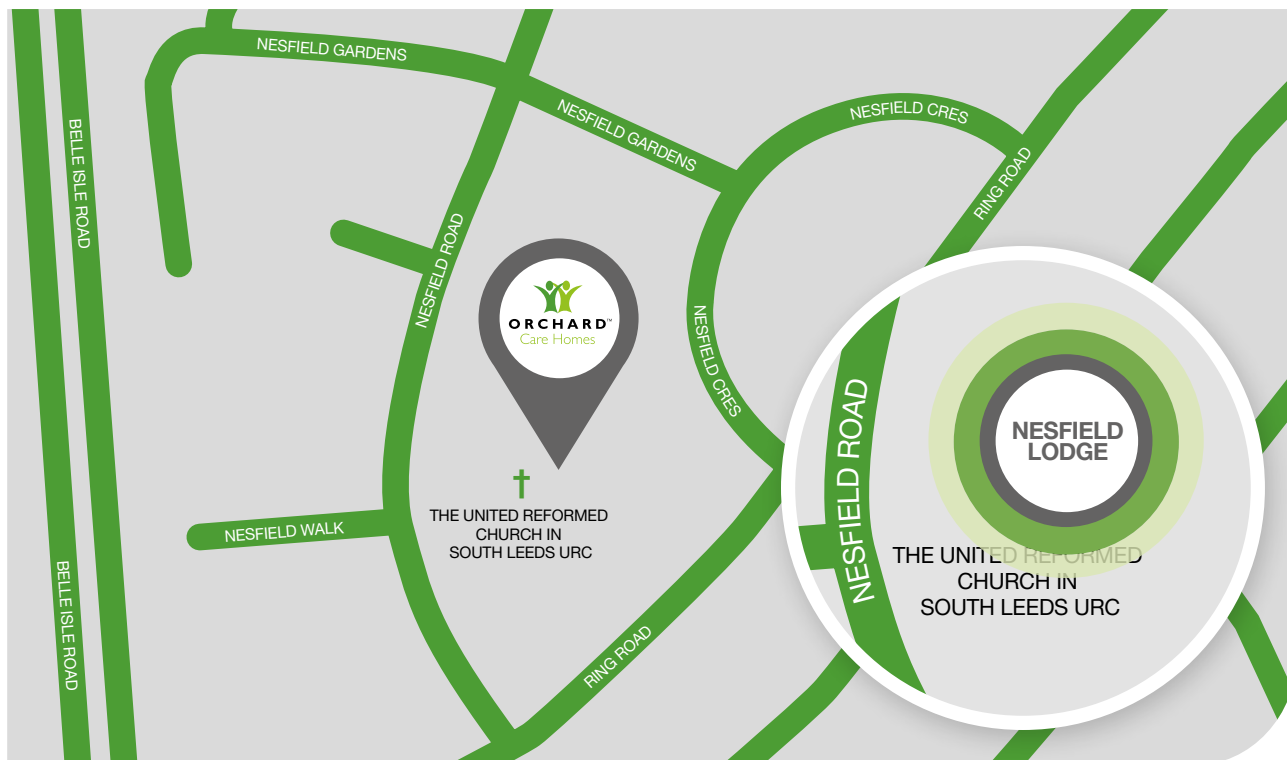 NESFIELD GARDENS
NESFIELD GARDENS
NESFIELD CRES
BELLE ISLE ROAD
RING ROAD
NESFIELD ROAD
ORCHARD™
Care Homes
NESFIELD CRES
NESFIELD ROAD
NESFIELD
LODGE
THE UNITED REFORMED
CHURCH IN
SOUTH LEEDS URC
NESFIELD WALK
THE UNITED REFORMED
CHURCH IN
SOUTH LEEDS URC
BELLE ISLE ROAD
RING ROAD